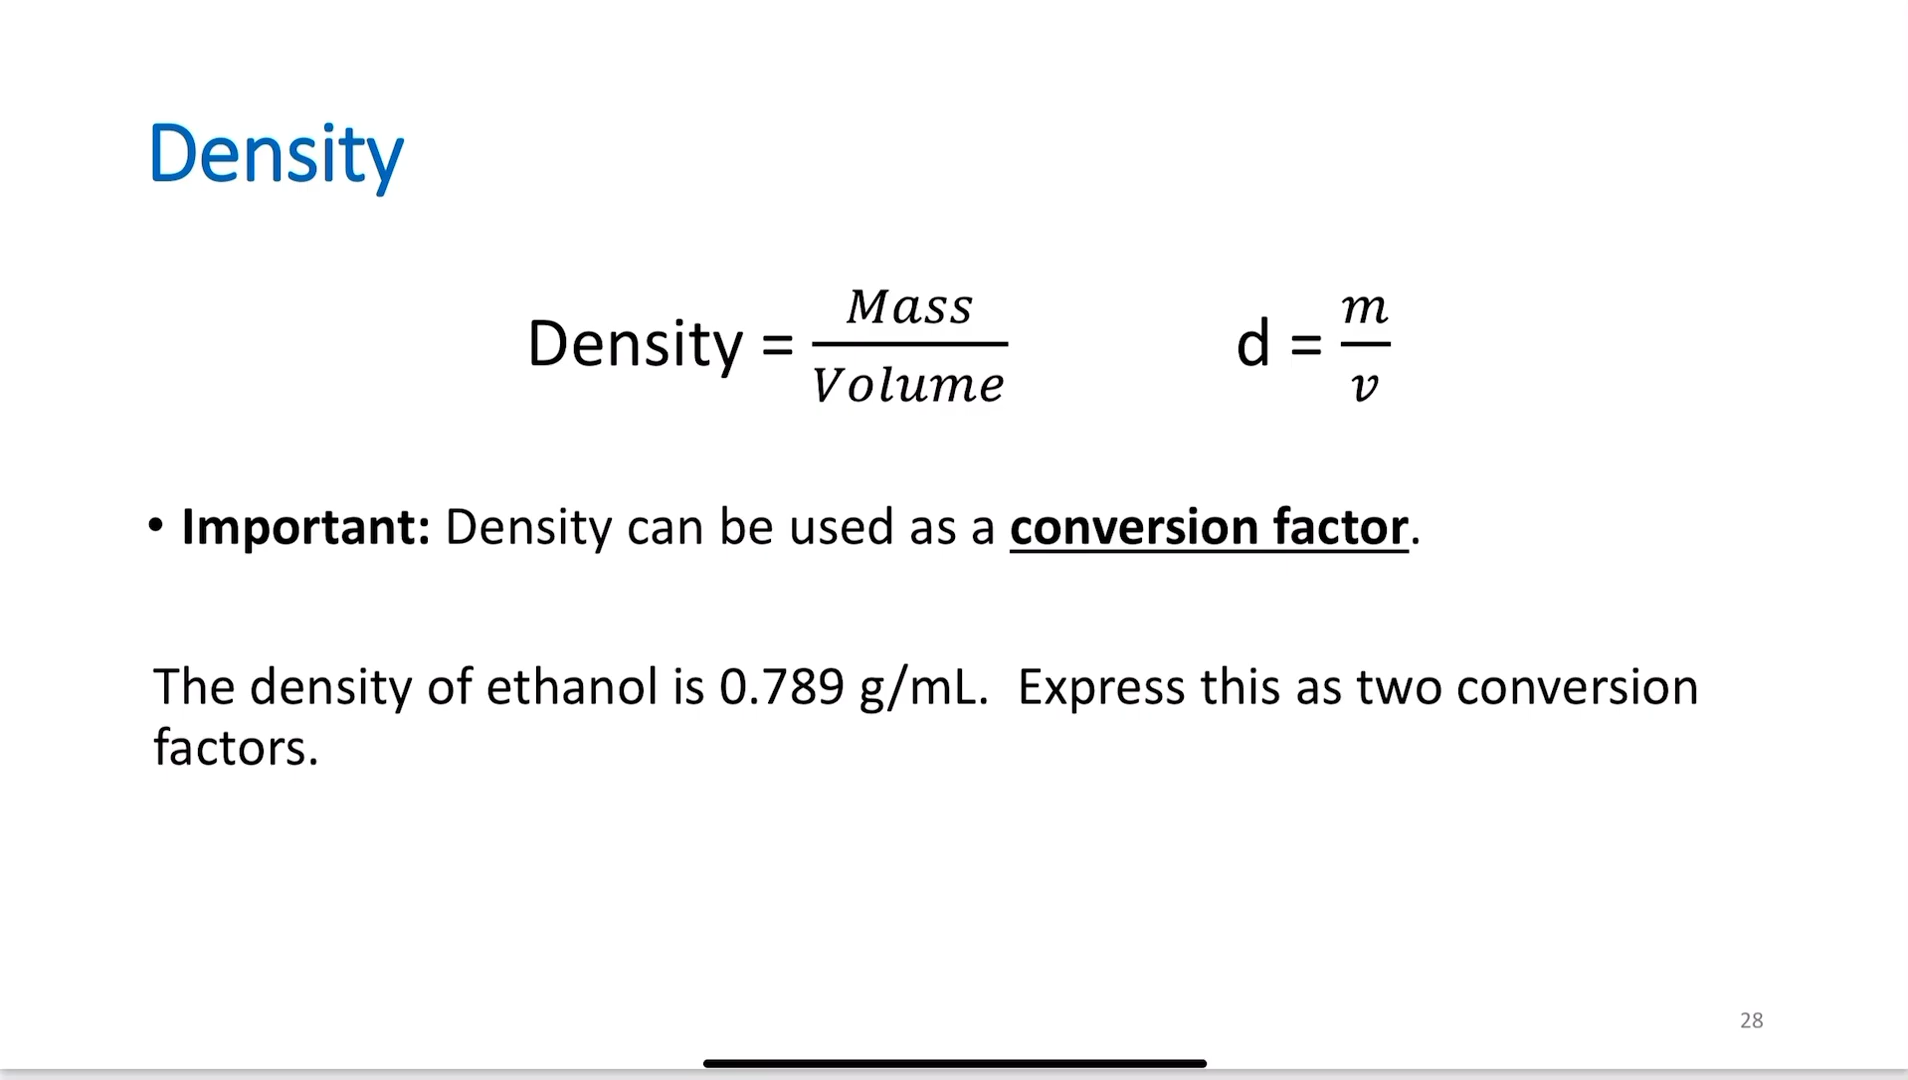 Density
Density = Mass/Volume d = m/v
• Important: Density can be used as a conversion factor.
The density of ethanol is 0.789 g/mL. Express this as two conversion
factors.
28